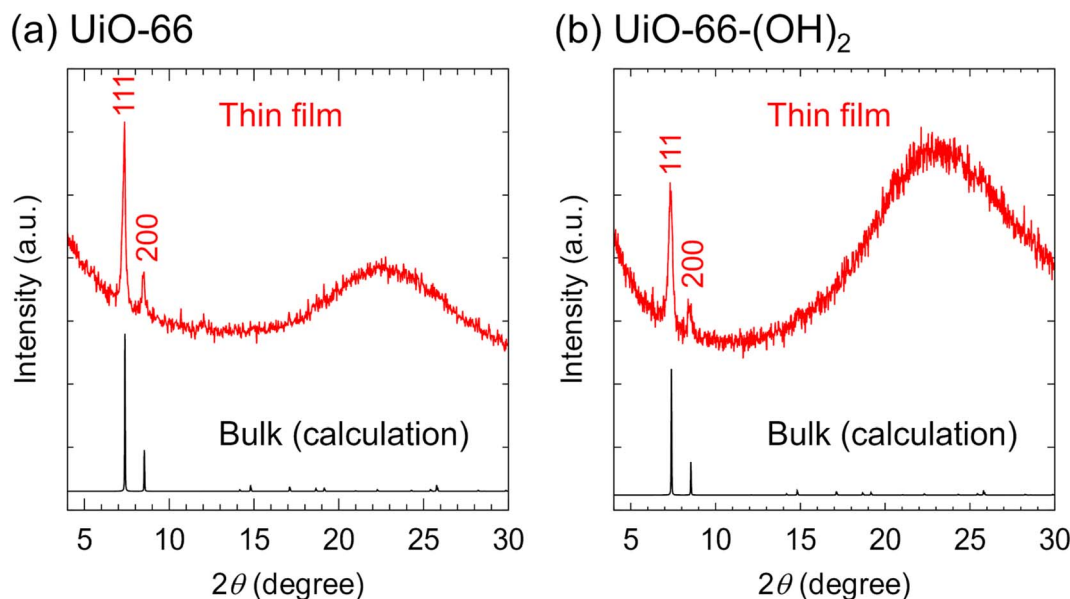 (a) UiO-66
111
200
Thin film
Bulk (calculation)
Intensity (a.u.)
5 10 15 20 25 30
2θ (degree)
(b) UiO-66-(OH)₂
111
200
Thin film
Bulk (calculation)
Intensity (a.u.)
5 10 15 20 25 30
2θ (degree)